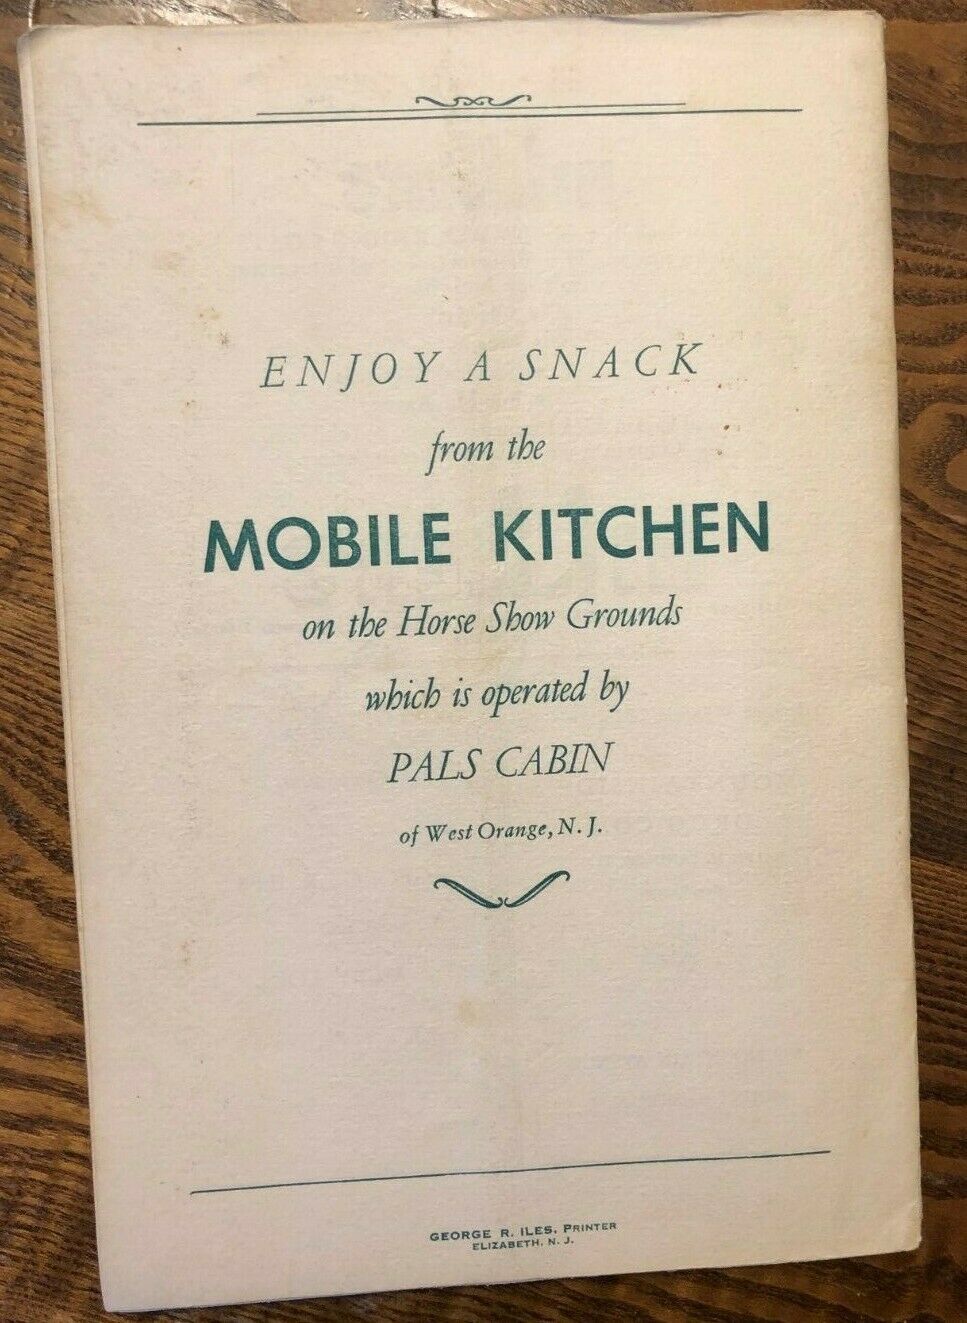 ENJOY A SNACK
from the
MOBILE KITCHEN
on the Horse Show Grounds
which is operated by
PALS CABIN
of West Orange, N. J.
GEORGE R. ILES, PRINTER
ELIZABETH, N. J.